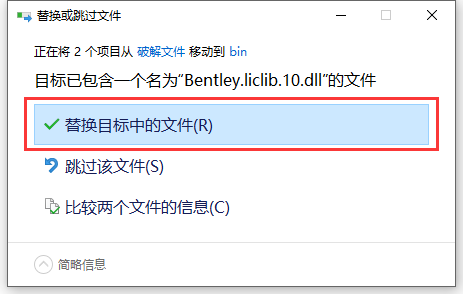 替换或跳过文件
正在将 2 个项目从 破解文件 移动到 bin
目标已包含一个名为“Bentley.liclib.10.dll”的文件
替换目标中的文件(R)
跳过该文件(S)
比较两个文件的信息(C)
简略信息